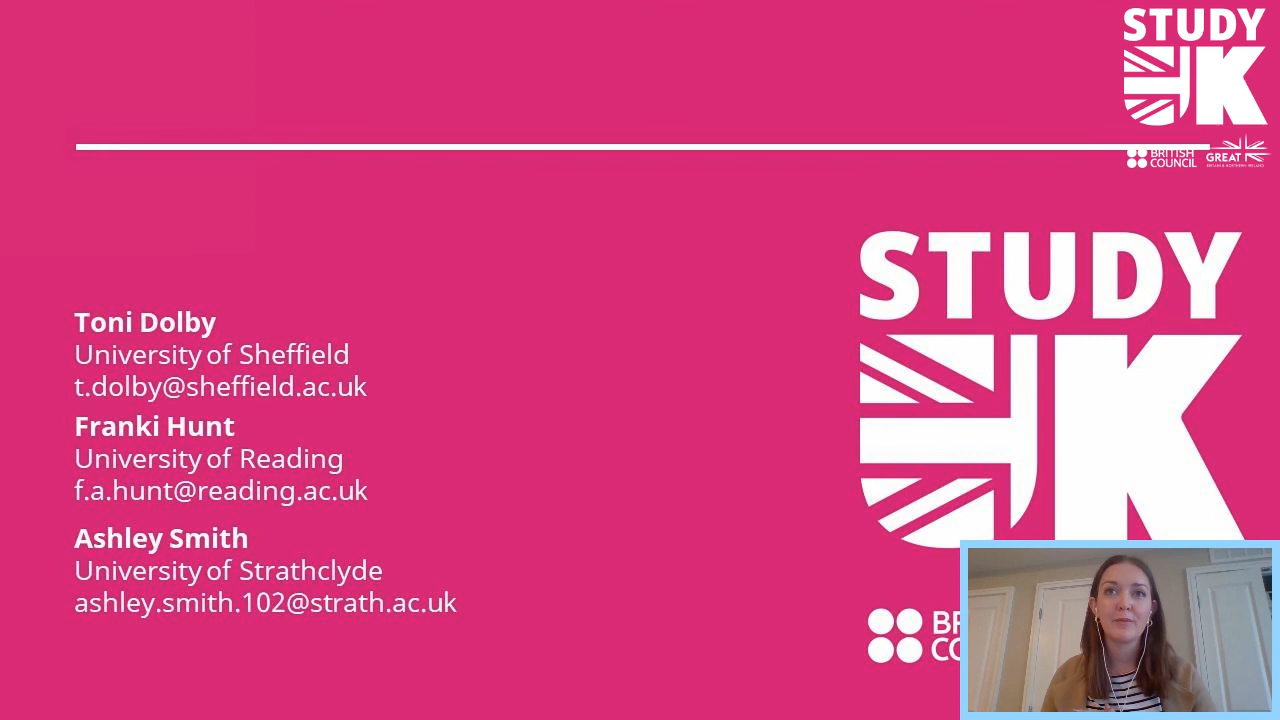 STUDY
UK
BRITISH
COUNCIL
GREAT
STUDY
UK
Toni Dolby
University of Sheffield
t.dolby@sheffield.ac.uk
Franki Hunt
University of Reading
f.a.hunt@reading.ac.uk
Ashley Smith
University of Strathclyde
ashley.smith.102@strath.ac.uk